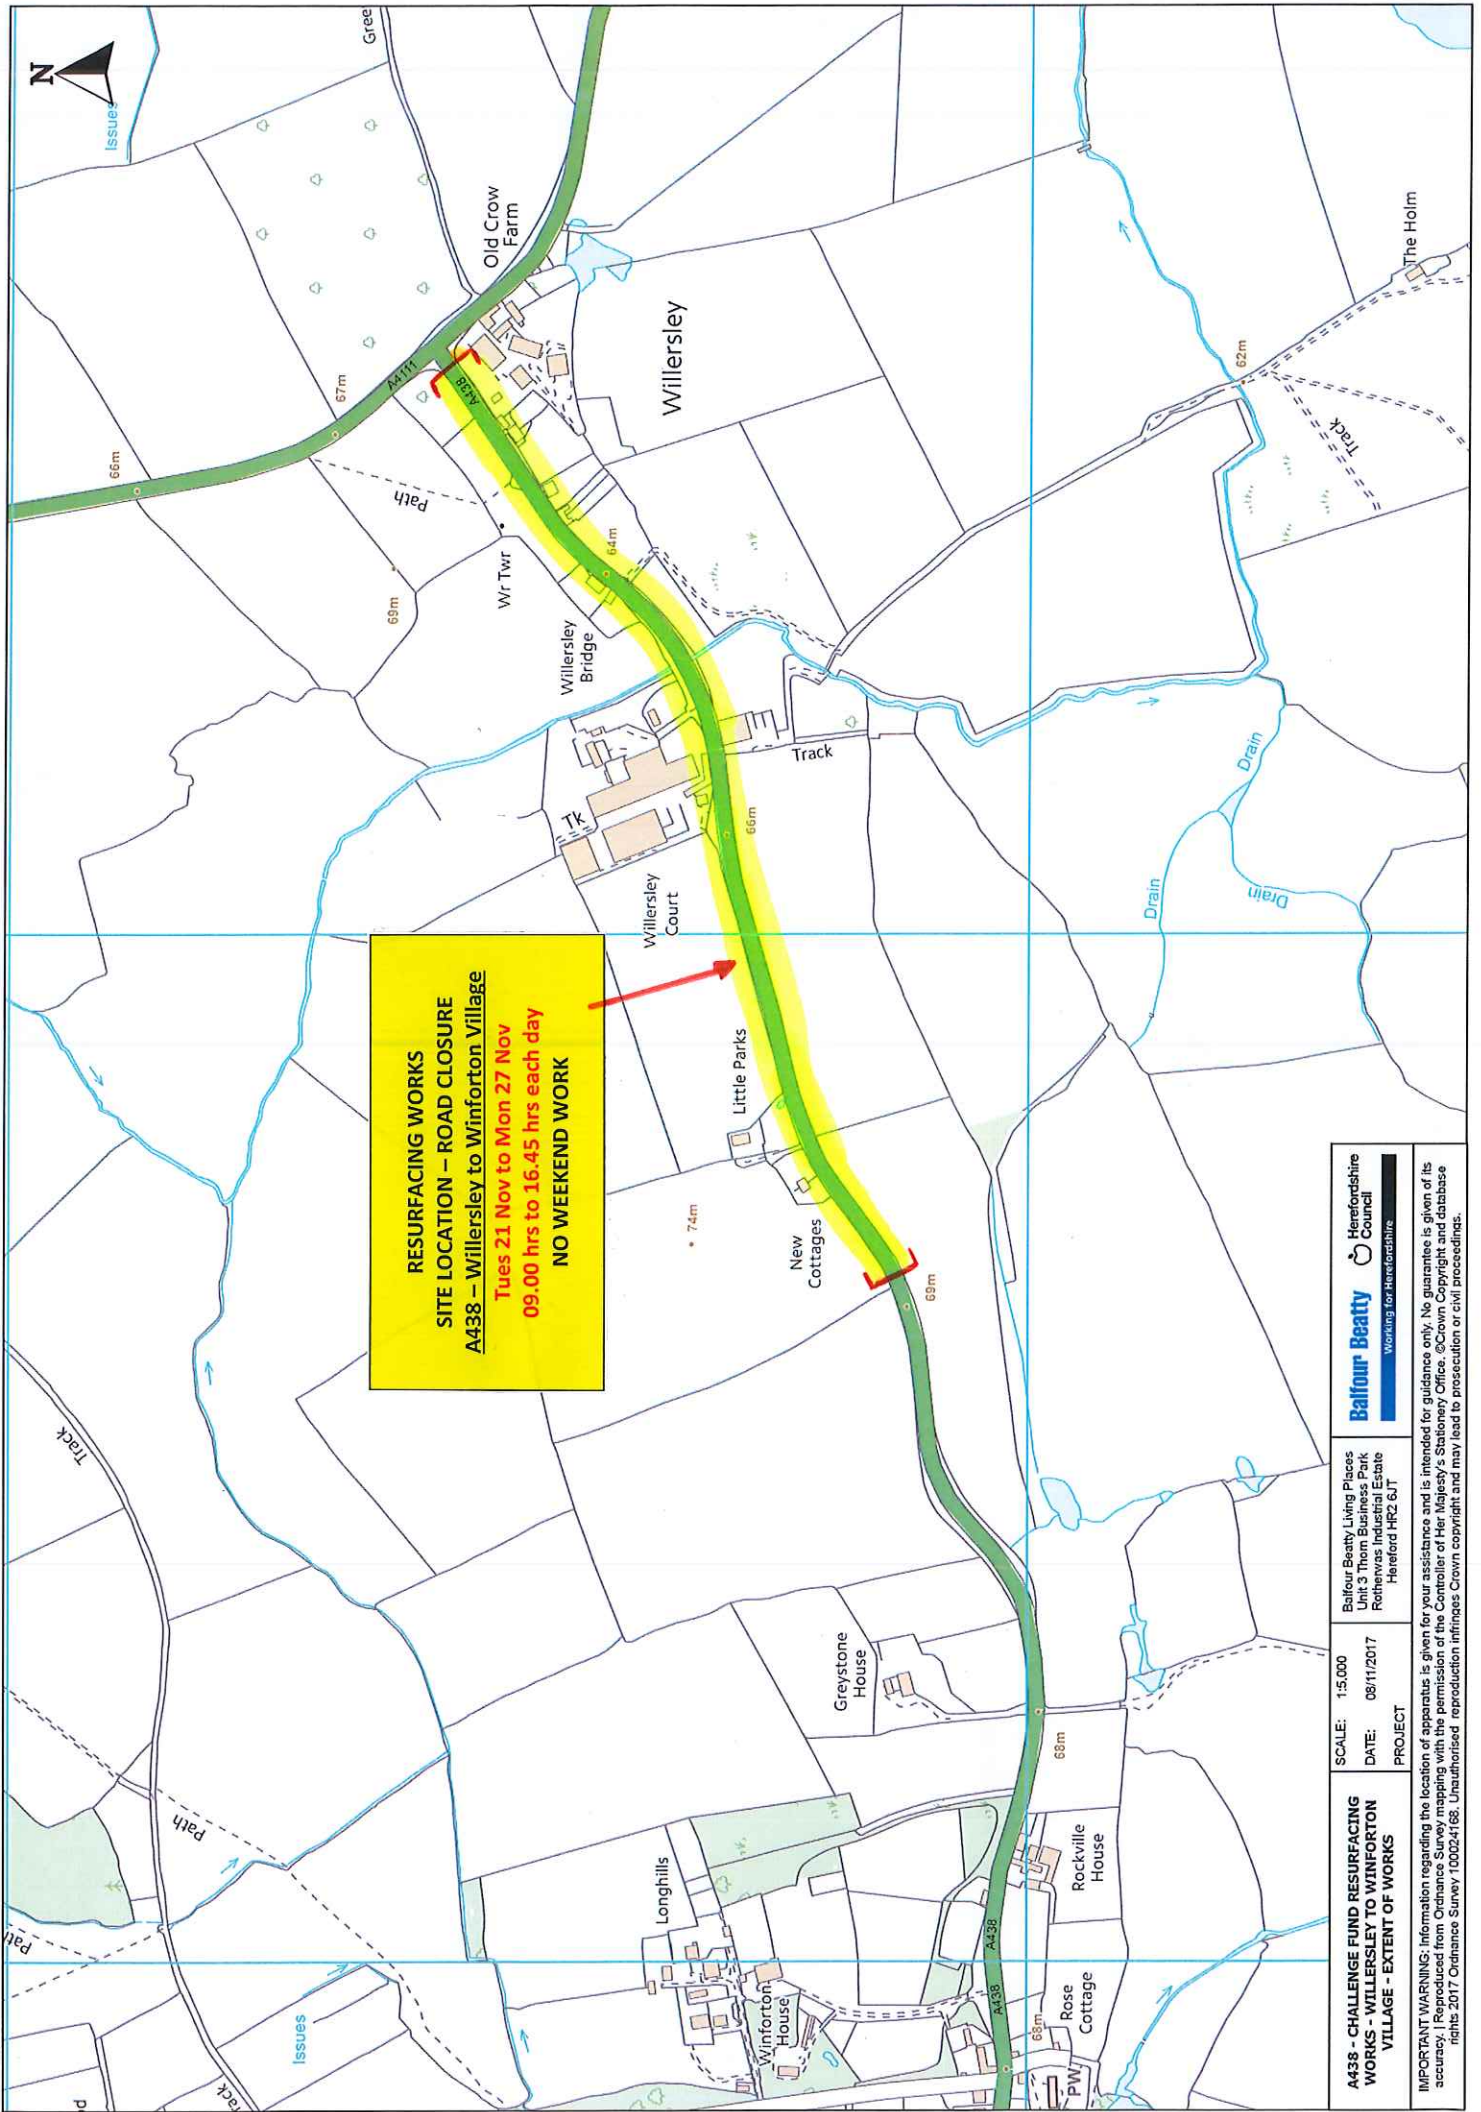 N
Issues
Gree
Old Crow
Farm
A4111
A438
67m
66m
Path
69m
Wr Twr
64m
Willersley
Willersley
Bridge
The Holm
62m
Track
Track
Tk
66m
Willersley
Court
Drain
Drain
Drain
RESURFACING WORKS
SITE LOCATION – ROAD CLOSURE
A438 – Willersley to Winforton Village
Tues 21 Nov to Mon 27 Nov
09.00 hrs to 16.45 hrs each day
NO WEEKEND WORK
Little Parks
74m
New
Cottages
69m
Track
Greystone
House
68m
Path
Path
Longhills
Rockville
House
A438
A438
Winforton
House
Rose
Cottage
68m
PW
Issues
Track
d
A438 - CHALLENGE FUND RESURFACING
WORKS - WILLERSLEY TO WINFORTON
VILLAGE - EXTENT OF WORKS
SCALE: 1:5,000
DATE: 08/11/2017
PROJECT
Balfour Beatty Living Places
Unit 3 Thorn Business Park
Rotherwas Industrial Estate
Hereford HR2 6JT
Balfour Beatty
Herefordshire
Council
Working for Herefordshire
IMPORTANT WARNING: Information regarding the location of apparatus is given for your assistance and is intended for guidance only. No guarantee is given of its
accuracy. | Reproduced from Ordnance Survey mapping with the permission of the Controller of Her Majesty's Stationery Office. ©Crown Copyright and database
rights 2017 Ordnance Survey 100024168. Unauthorised reproduction infringes Crown copyright and may lead to prosecution or civil proceedings.